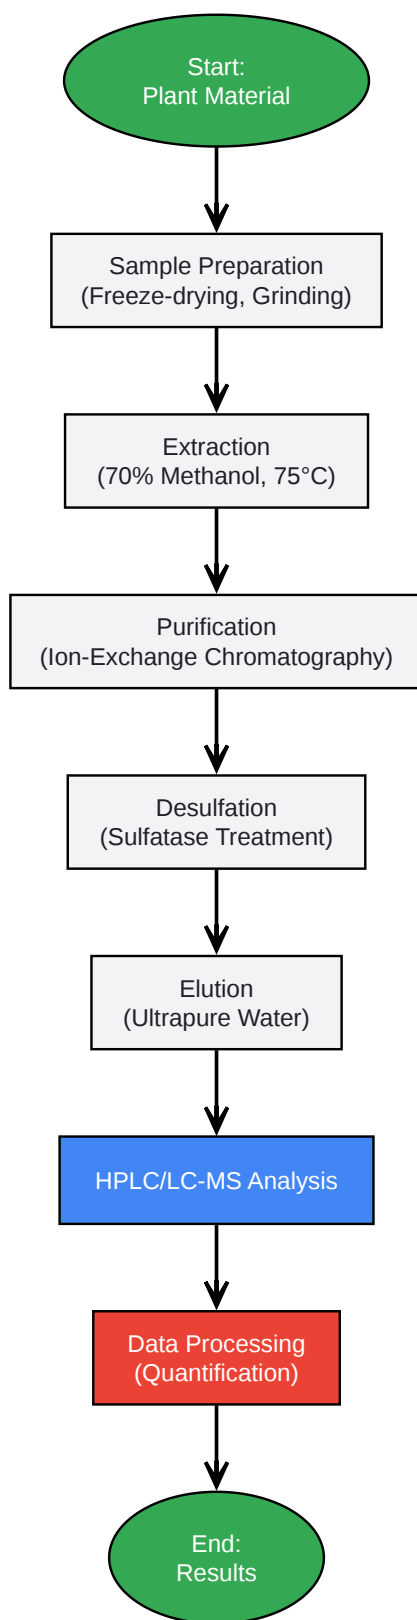 Start:
Plant Material
Sample Preparation
(Freeze-drying, Grinding)
Extraction
(70% Methanol, 75°C)
Purification
(Ion-Exchange Chromatography)
Desulfation
(Sulfatase Treatment)
Elution
(Ultrapure Water)
HPLC/LC-MS Analysis
Data Processing
(Quantification)
End:
Results